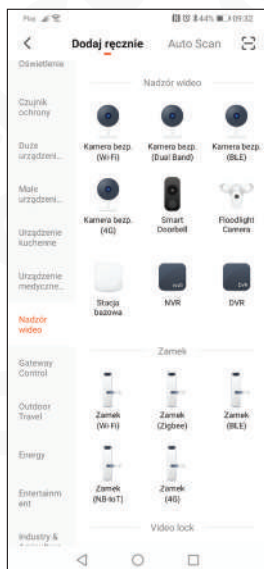 Play 44% 09:32
Dodaj ręcznie Auto Scan
Oświetlenie
Czujnik
ochrony
Duże
urządzeni...
Małe
urządzeni...
Urządzenie
kuchenne
Urządzenie
medyczne...
Nadzór
wideo
Gateway
Control
Outdoor
Travel
Energy
Entertainm
ent
Industry &
Nadzór wideo
Kamera bezp.
(Wi-Fi)
Kamera bezp.
(Dual Band)
Kamera bezp.
(BLE)
Kamera bezp.
(4G)
Smart
Doorbell
Floodlight
Camera
Stacja
bazowa
NVR
DVR
Zamek
Zamek
(Wi-Fi)
Zamek
(Zigbee)
Zamek
(BLE)
Zamek
(NB-IoT)
Zamek
(4G)
Video lock